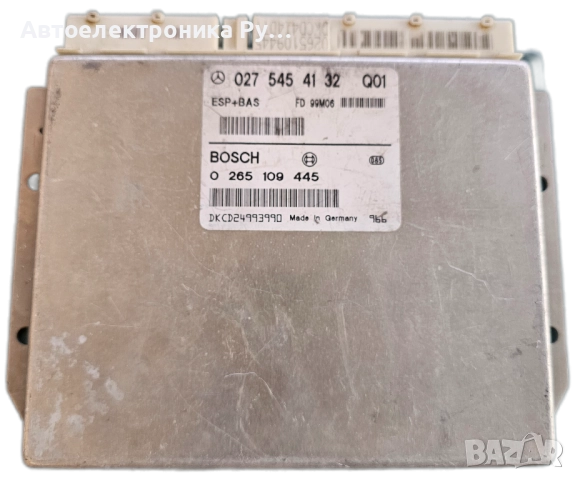 Автоелектроника Ру...
027 545 41 32 Q01
ESP+BAS FD 99M06
BOSCH
0 265 109 445
DKCD24993990 Made in Germany 966
BAZAR